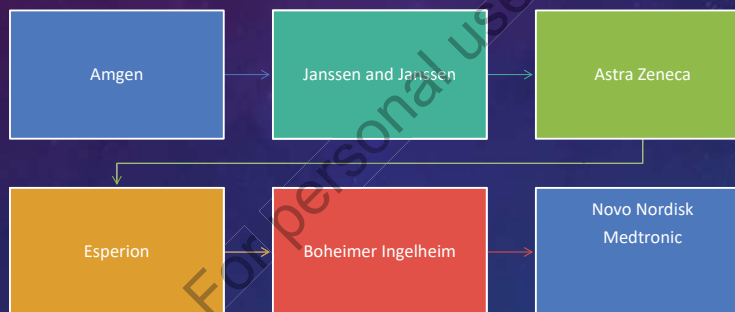 Amgen
Janssen and Janssen
Astra Zeneca
Esperion
Boheimer Ingelheim
Novo Nordisk
Medtronic
For personal use